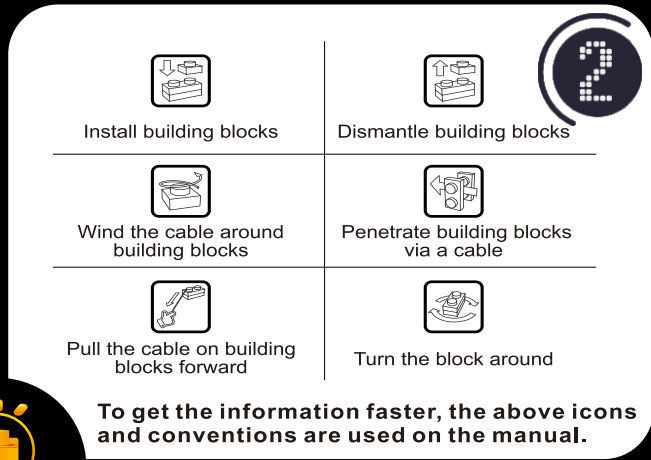 2
Install building blocks
Dismantle building blocks
Wind the cable around
building blocks
Penetrate building blocks
via a cable
Pull the cable on building
blocks forward
Turn the block around
To get the information faster, the above icons
and conventions are used on the manual.